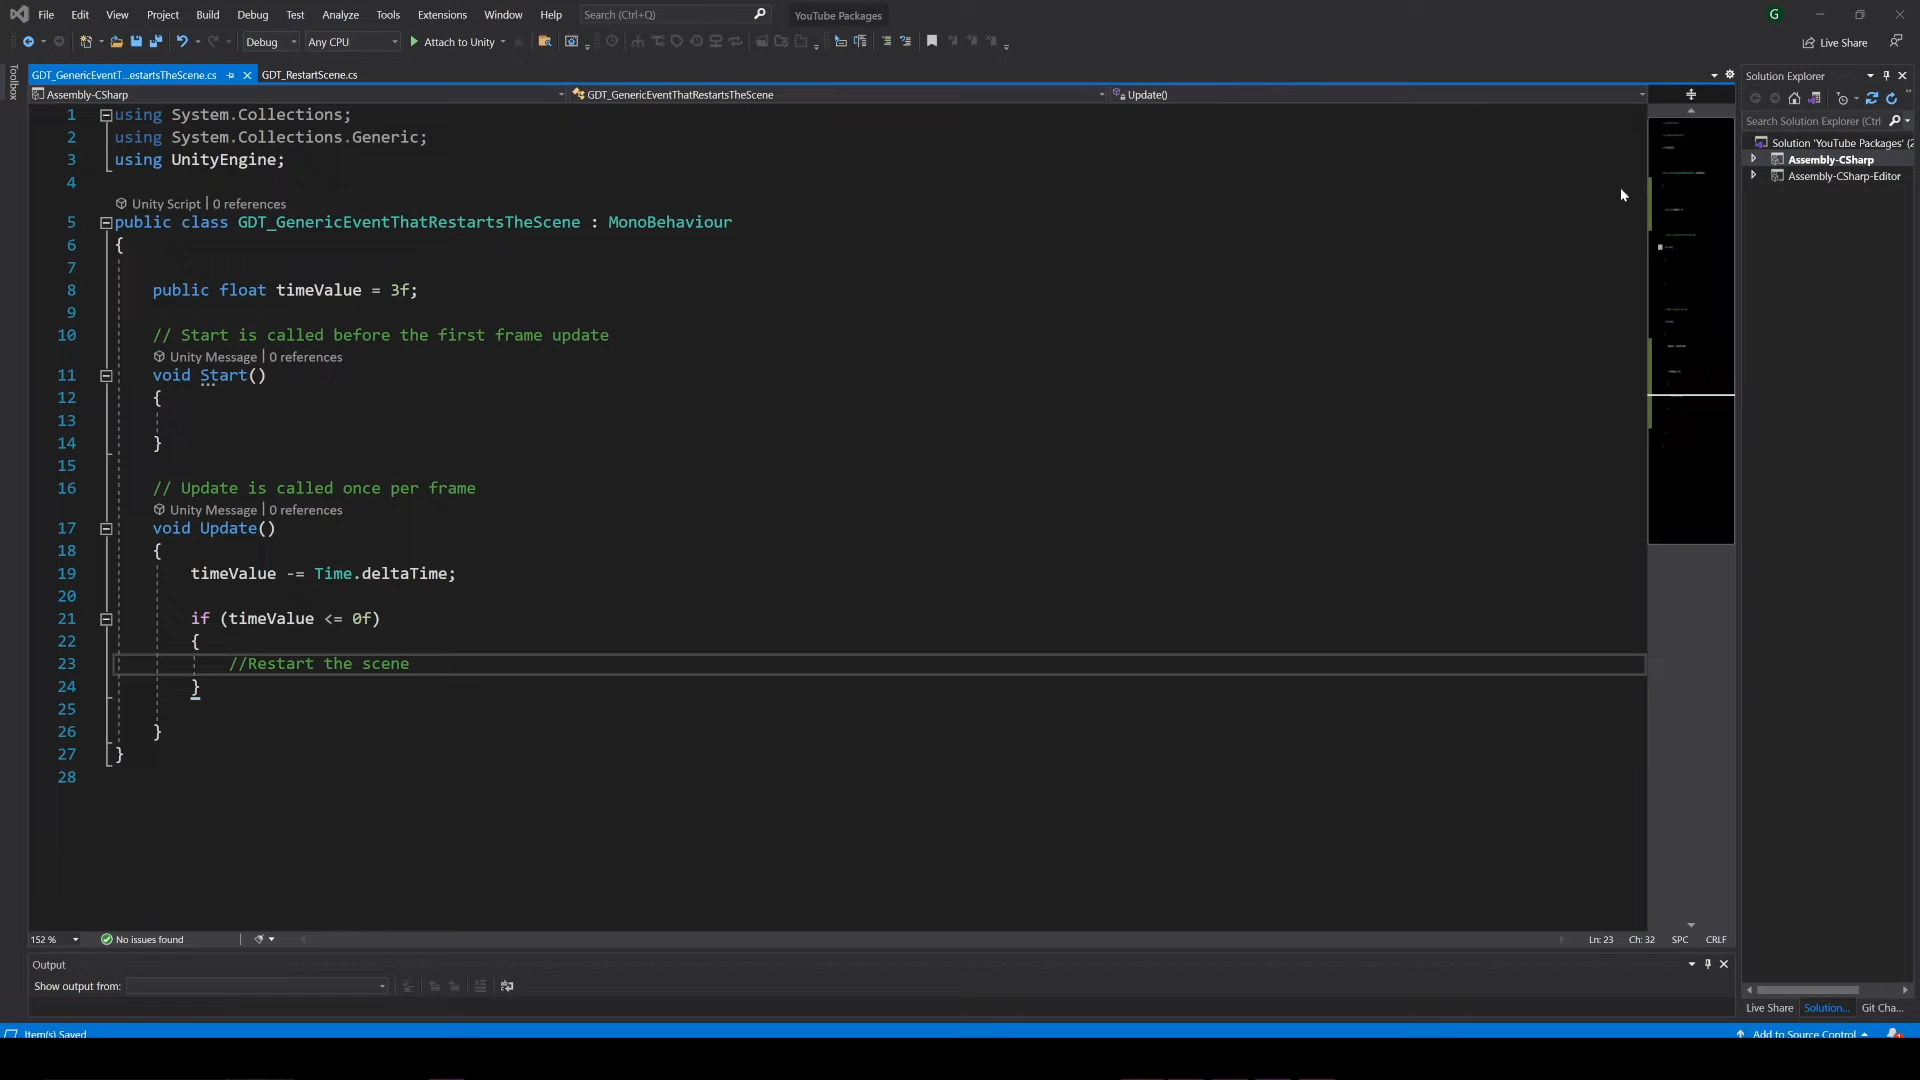 File Edit View Project Build Debug Test Analyze Tools Extensions Window Help Search (Ctrl+Q) YouTube Packages G
Debug Any CPU Attach to Unity Live Share
Toolbox
GDT_GenericEventT...estartsTheScene.cs GDT_RestartScene.cs
Assembly-CSharp GDT_GenericEventThatRestartsTheScene Update()
1 using System.Collections;
2 using System.Collections.Generic;
3 using UnityEngine;
4
Unity Script | 0 references
5 public class GDT_GenericEventThatRestartsTheScene : MonoBehaviour
6 {
7
8 public float timeValue = 3f;
9
10 // Start is called before the first frame update
Unity Message | 0 references
11 void Start()
12 {
13
14 }
15
16 // Update is called once per frame
Unity Message | 0 references
17 void Update()
18 {
19 timeValue -= Time.deltaTime;
20
21 if (timeValue <= 0f)
22 {
23 //Restart the scene
24 }
25
26 }
27 }
28
152 % No issues found Ln: 23 Ch: 32 SPC CRLF
Output
Show output from:
Item(s) Saved
Solution Explorer
Search Solution Explorer (Ctrl
Solution 'YouTube Packages' (2
Assembly-CSharp
Assembly-CSharp-Editor
Live Share Solution... Git Cha...
Add to Source Control